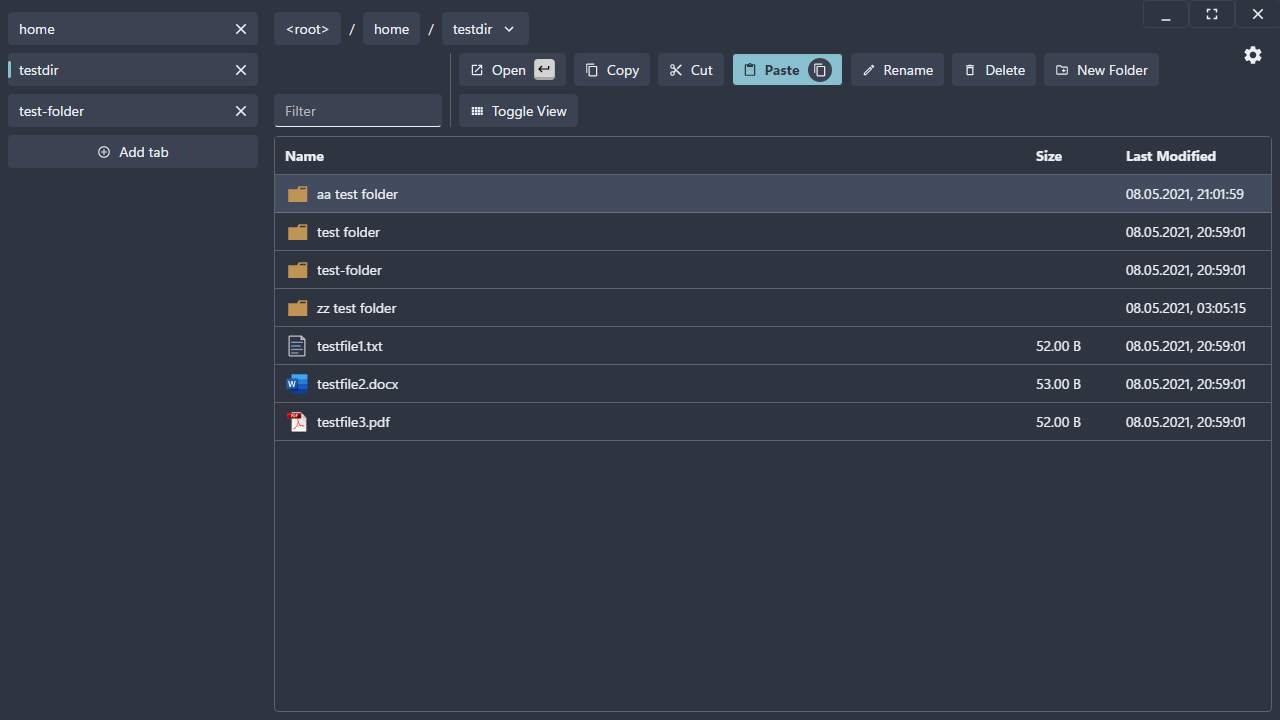 home
testdir
test-folder
Add tab
<root> / home / testdir
Open Copy Cut Paste Rename Delete New Folder
Filter Toggle View
Name Size Last Modified
aa test folder 08.05.2021, 21:01:59
test folder 08.05.2021, 20:59:01
test-folder 08.05.2021, 20:59:01
zz test folder 08.05.2021, 03:05:15
testfile1.txt 52.00 B 08.05.2021, 20:59:01
testfile2.docx 53.00 B 08.05.2021, 20:59:01
testfile3.pdf 52.00 B 08.05.2021, 20:59:01